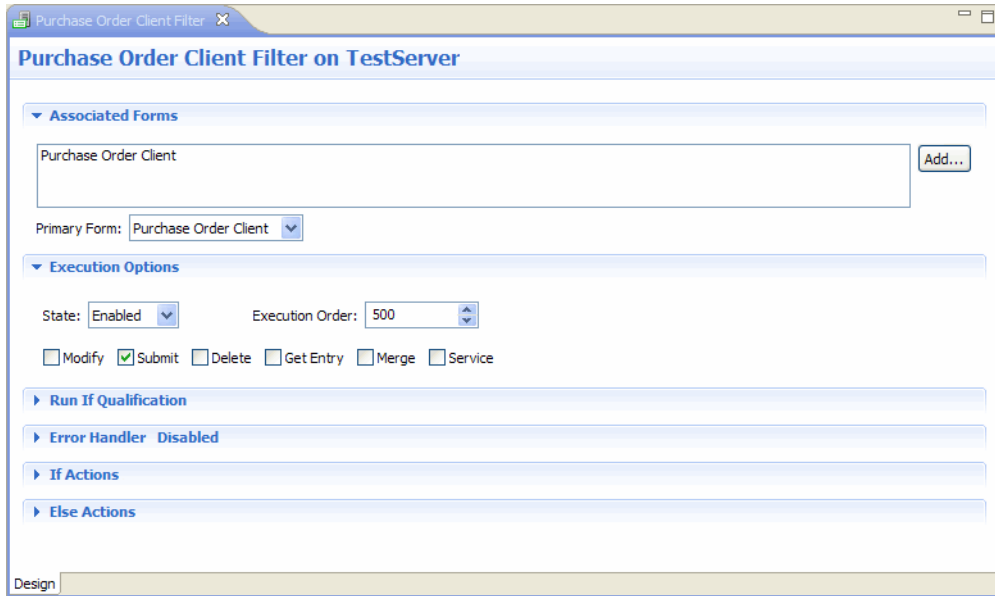 Purchase Order Client Filter
Purchase Order Client Filter on TestServer
Associated Forms
Purchase Order Client
Add...
Primary Form: Purchase Order Client
Execution Options
State: Enabled Execution Order: 500
Modify Submit Delete Get Entry Merge Service
Run If Qualification
Error Handler Disabled
If Actions
Else Actions
Design